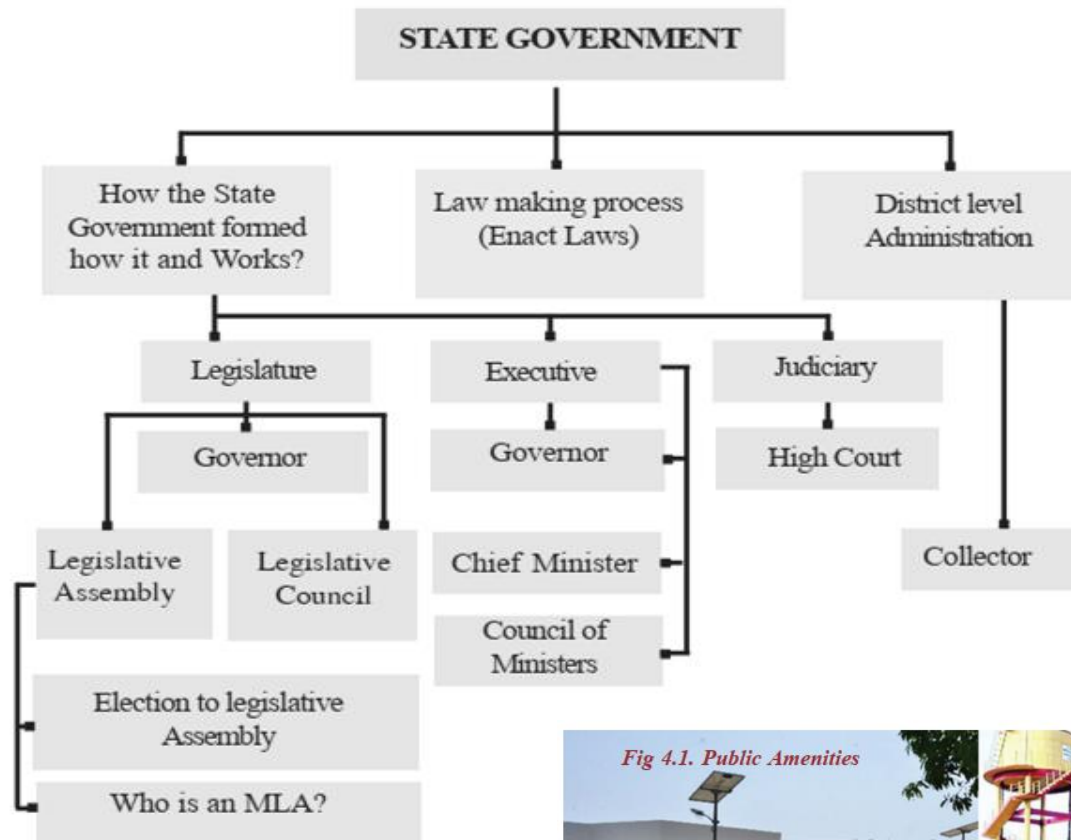 STATE GOVERNMENT
How the State
Government formed
how it and Works?
Law making process
(Enact Laws)
District level
Administration
Legislature
Executive
Judiciary
Governor
Governor
High Court
Legislative
Assembly
Legislative
Council
Chief Minister
Collector
Council of
Ministers
Election to legislative
Assembly
Who is an MLA?
Fig 4.1. Public Amenities